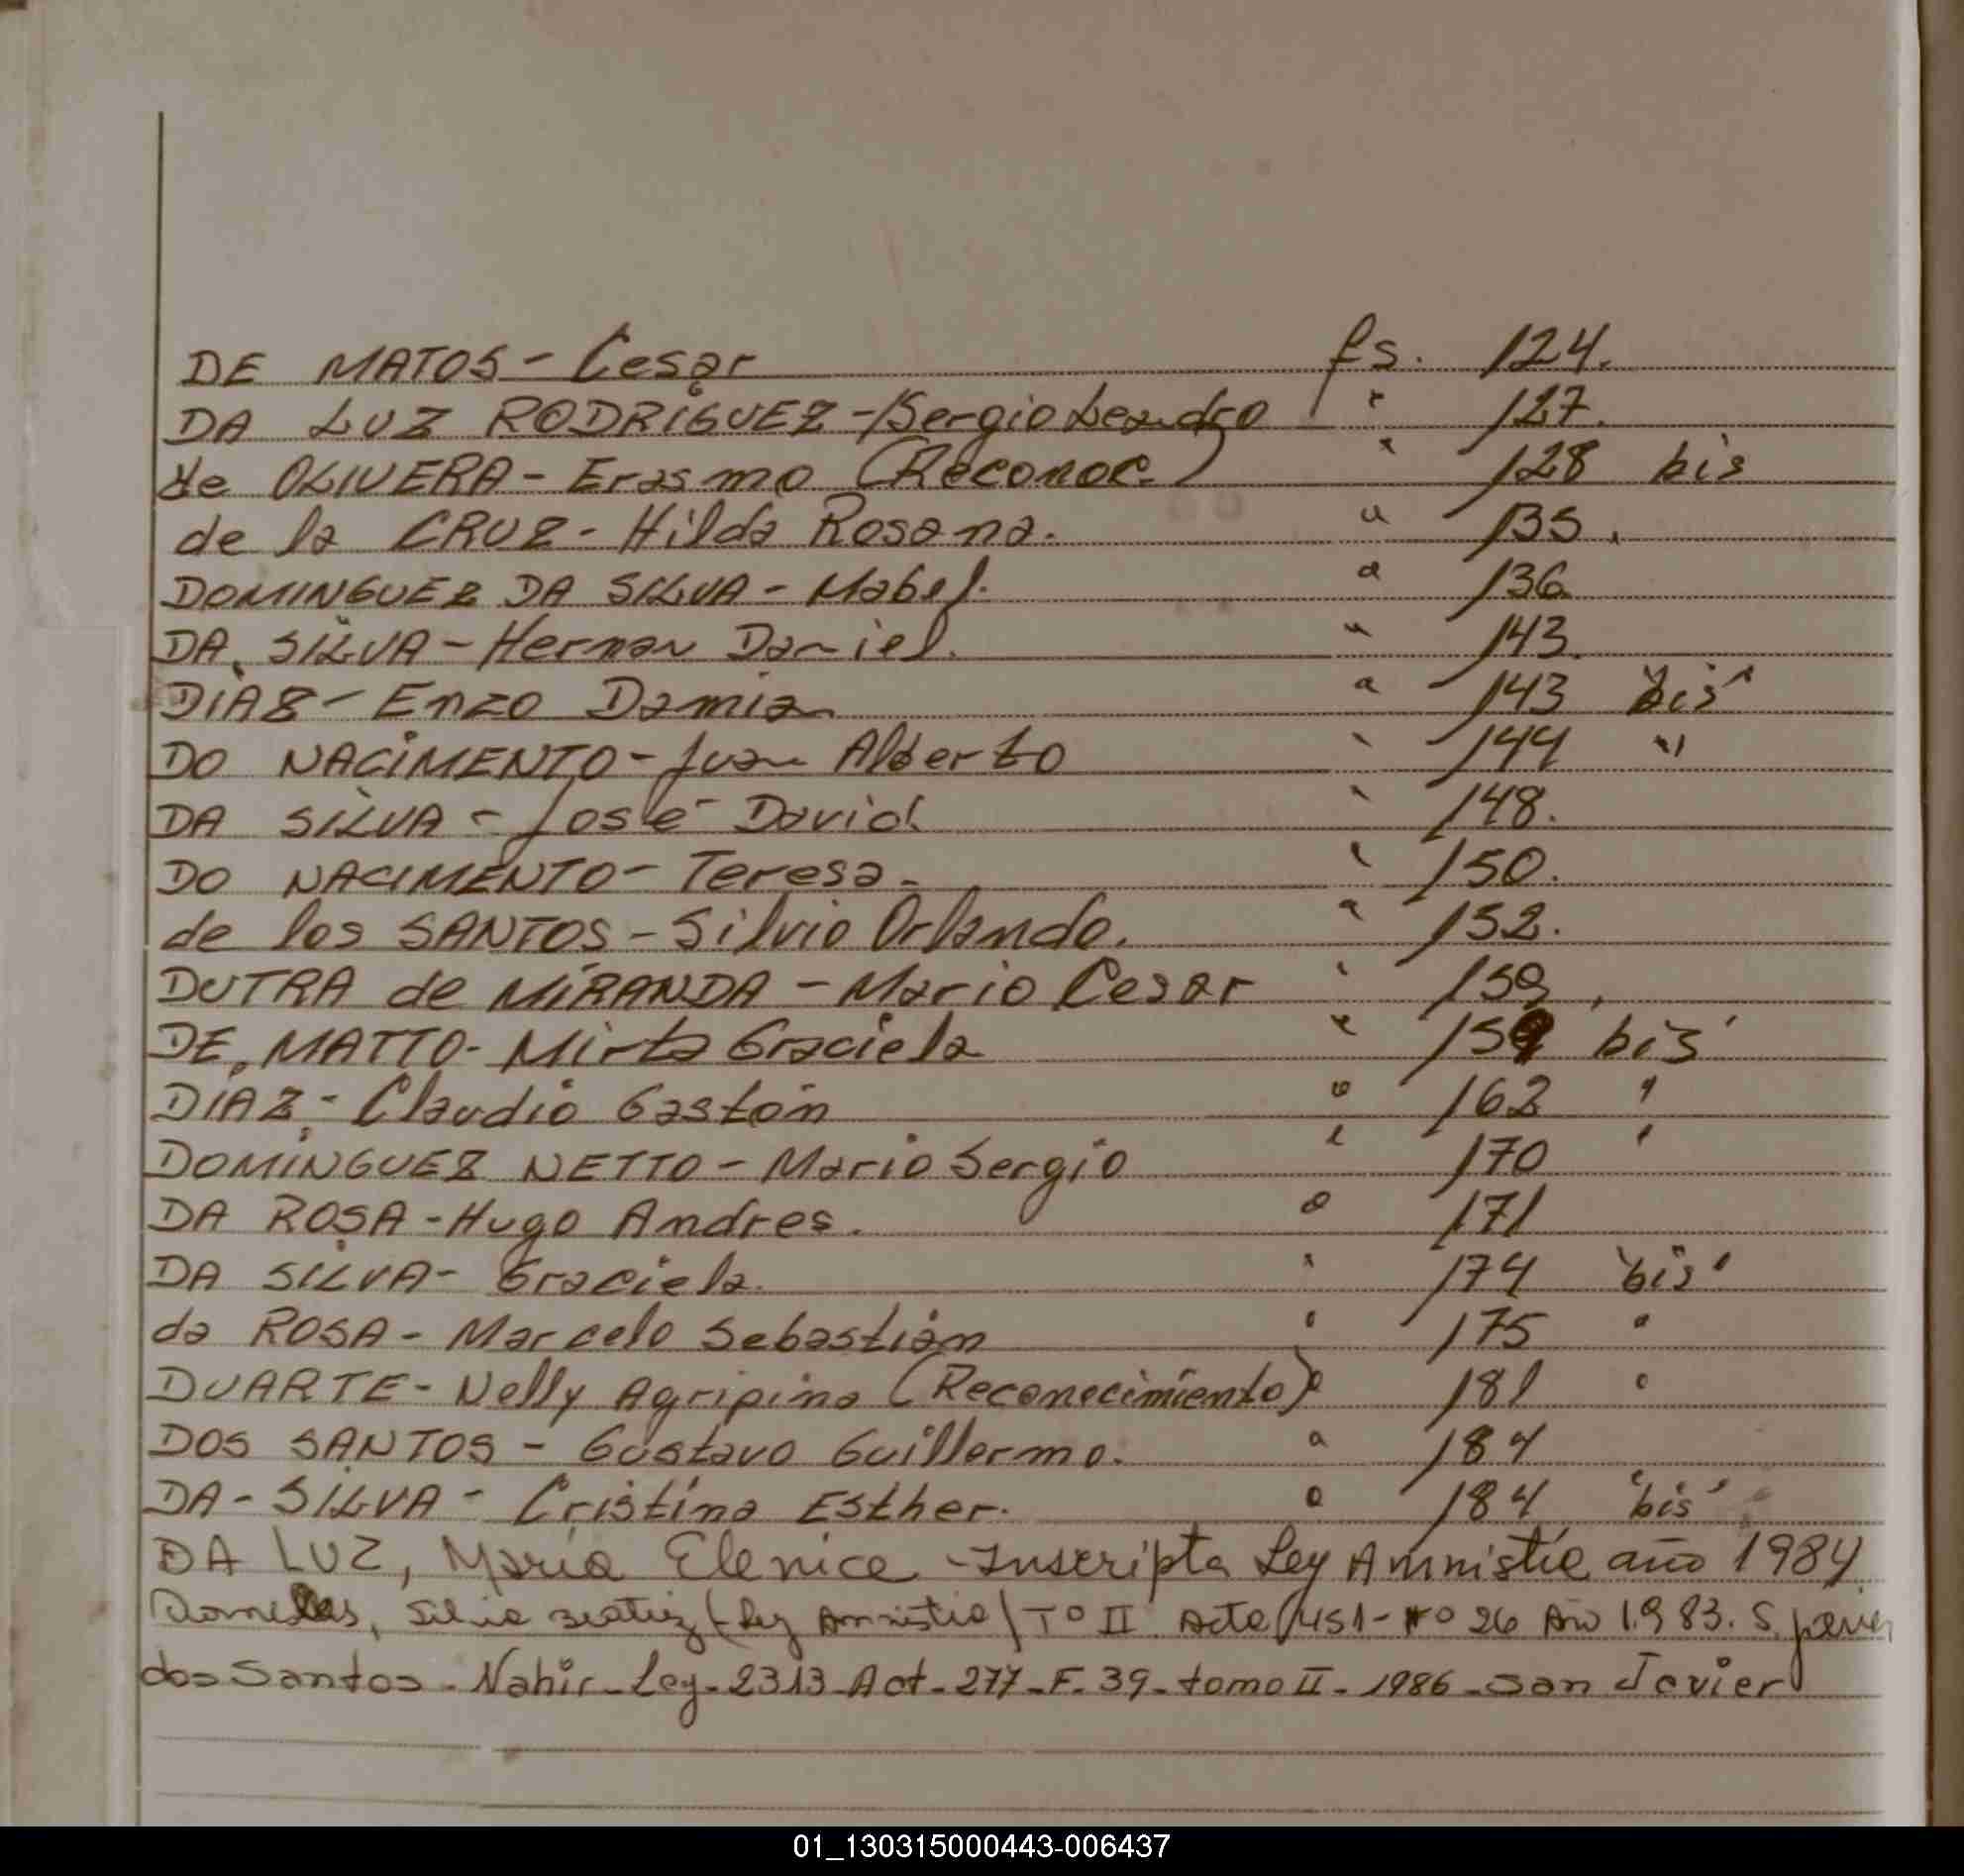 DE MATOS - Cesar fs. 124.
DA LUZ RODRIGUEZ - Sergio Leandro " 127.
de OLIVERA - Erasmo (Reconoc.) " 128 bis
de la CRUZ - Hilda Rosana. " 135.
DOMINGUEZ DA SILVA - Mabel. " 136
DA SILVA - Hernan Daniel. " 143.
DIAZ - Enzo Damian " 143 "bis"
DO NACIMENTO - Juan Alberto " 144 "
DA SILVA - José David " 148.
DO NACIMENTO - Teresa. " 150.
de los SANTOS - Silvio Orlando. " 152.
DUTRA de MIRANDA - Mario Cesar " 159.
DE MATTO - Mirta Graciela " 159 bis
DIAZ - Claudio Gastón " 162 "
DOMINGUEZ NETTO - Mario Sergio " 170 "
DA ROSA - Hugo Andres. " 171
DA SILVA - Graciela. " 174 "bis"
da ROSA - Marcelo Sebastián " 175 "
DUARTE - Nelly Agripina (Reconocimiento) " 181 "
DOS SANTOS - Gustavo Guillermo. " 184
DA - SILVA - Cristina Esther. " 184 "bis"
DA LUZ, María Elenice - Inscripta Ley Amnistía año 1984
Silvia Beatriz (Ley Amnistia) Tº II Acta 451 - Fº 26 Año 1983. S. Javier
dos Santos - Nahir - Ley - 2313 - Act - 277 - F. 39 - tomo II - 1986 - San Javier
01_130315000443-006437